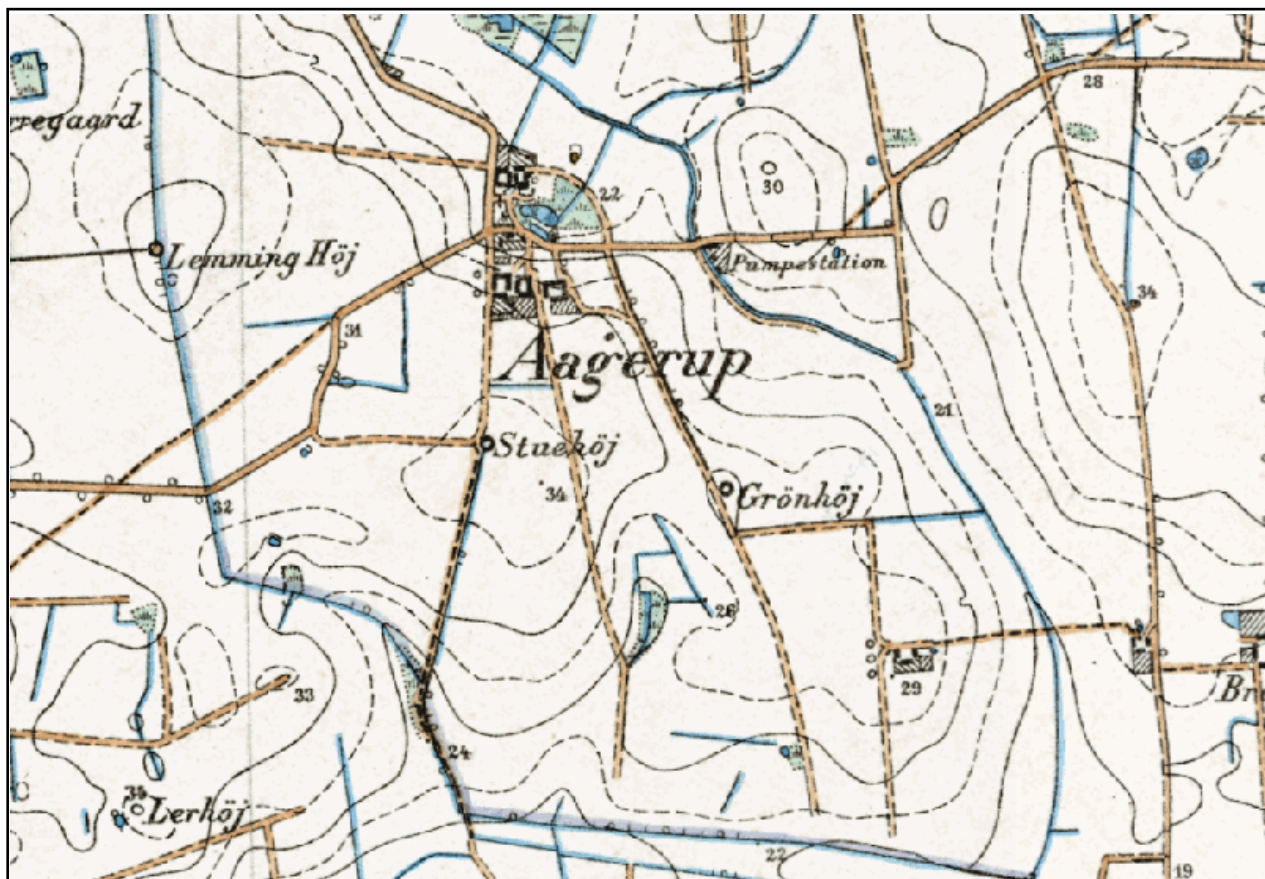 28
rregaard
30
22
Lemming Höj
Pumpestation
34
31
Aagerup
21
Stuehöj
34
Grönhöj
32
26
29
33
Br
24
Lerhöj
22
19